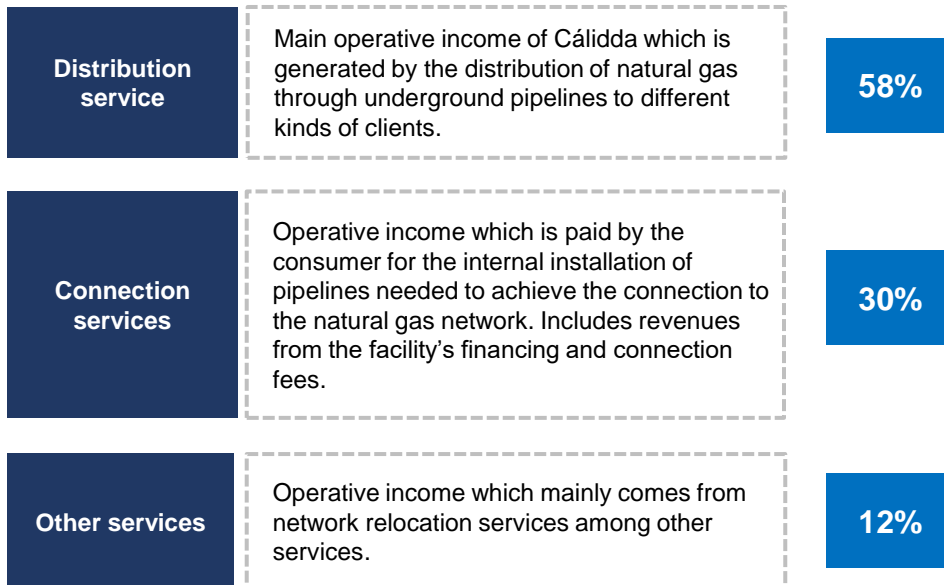 Distribution
service
Main operative income of Cálidda which is
generated by the distribution of natural gas
through underground pipelines to different
kinds of clients.
58%
Connection
services
Operative income which is paid by the
consumer for the internal installation of
pipelines needed to achieve the connection to
the natural gas network. Includes revenues
from the facility’s financing and connection
fees.
30%
Other services
Operative income which mainly comes from
network relocation services among other
services.
12%